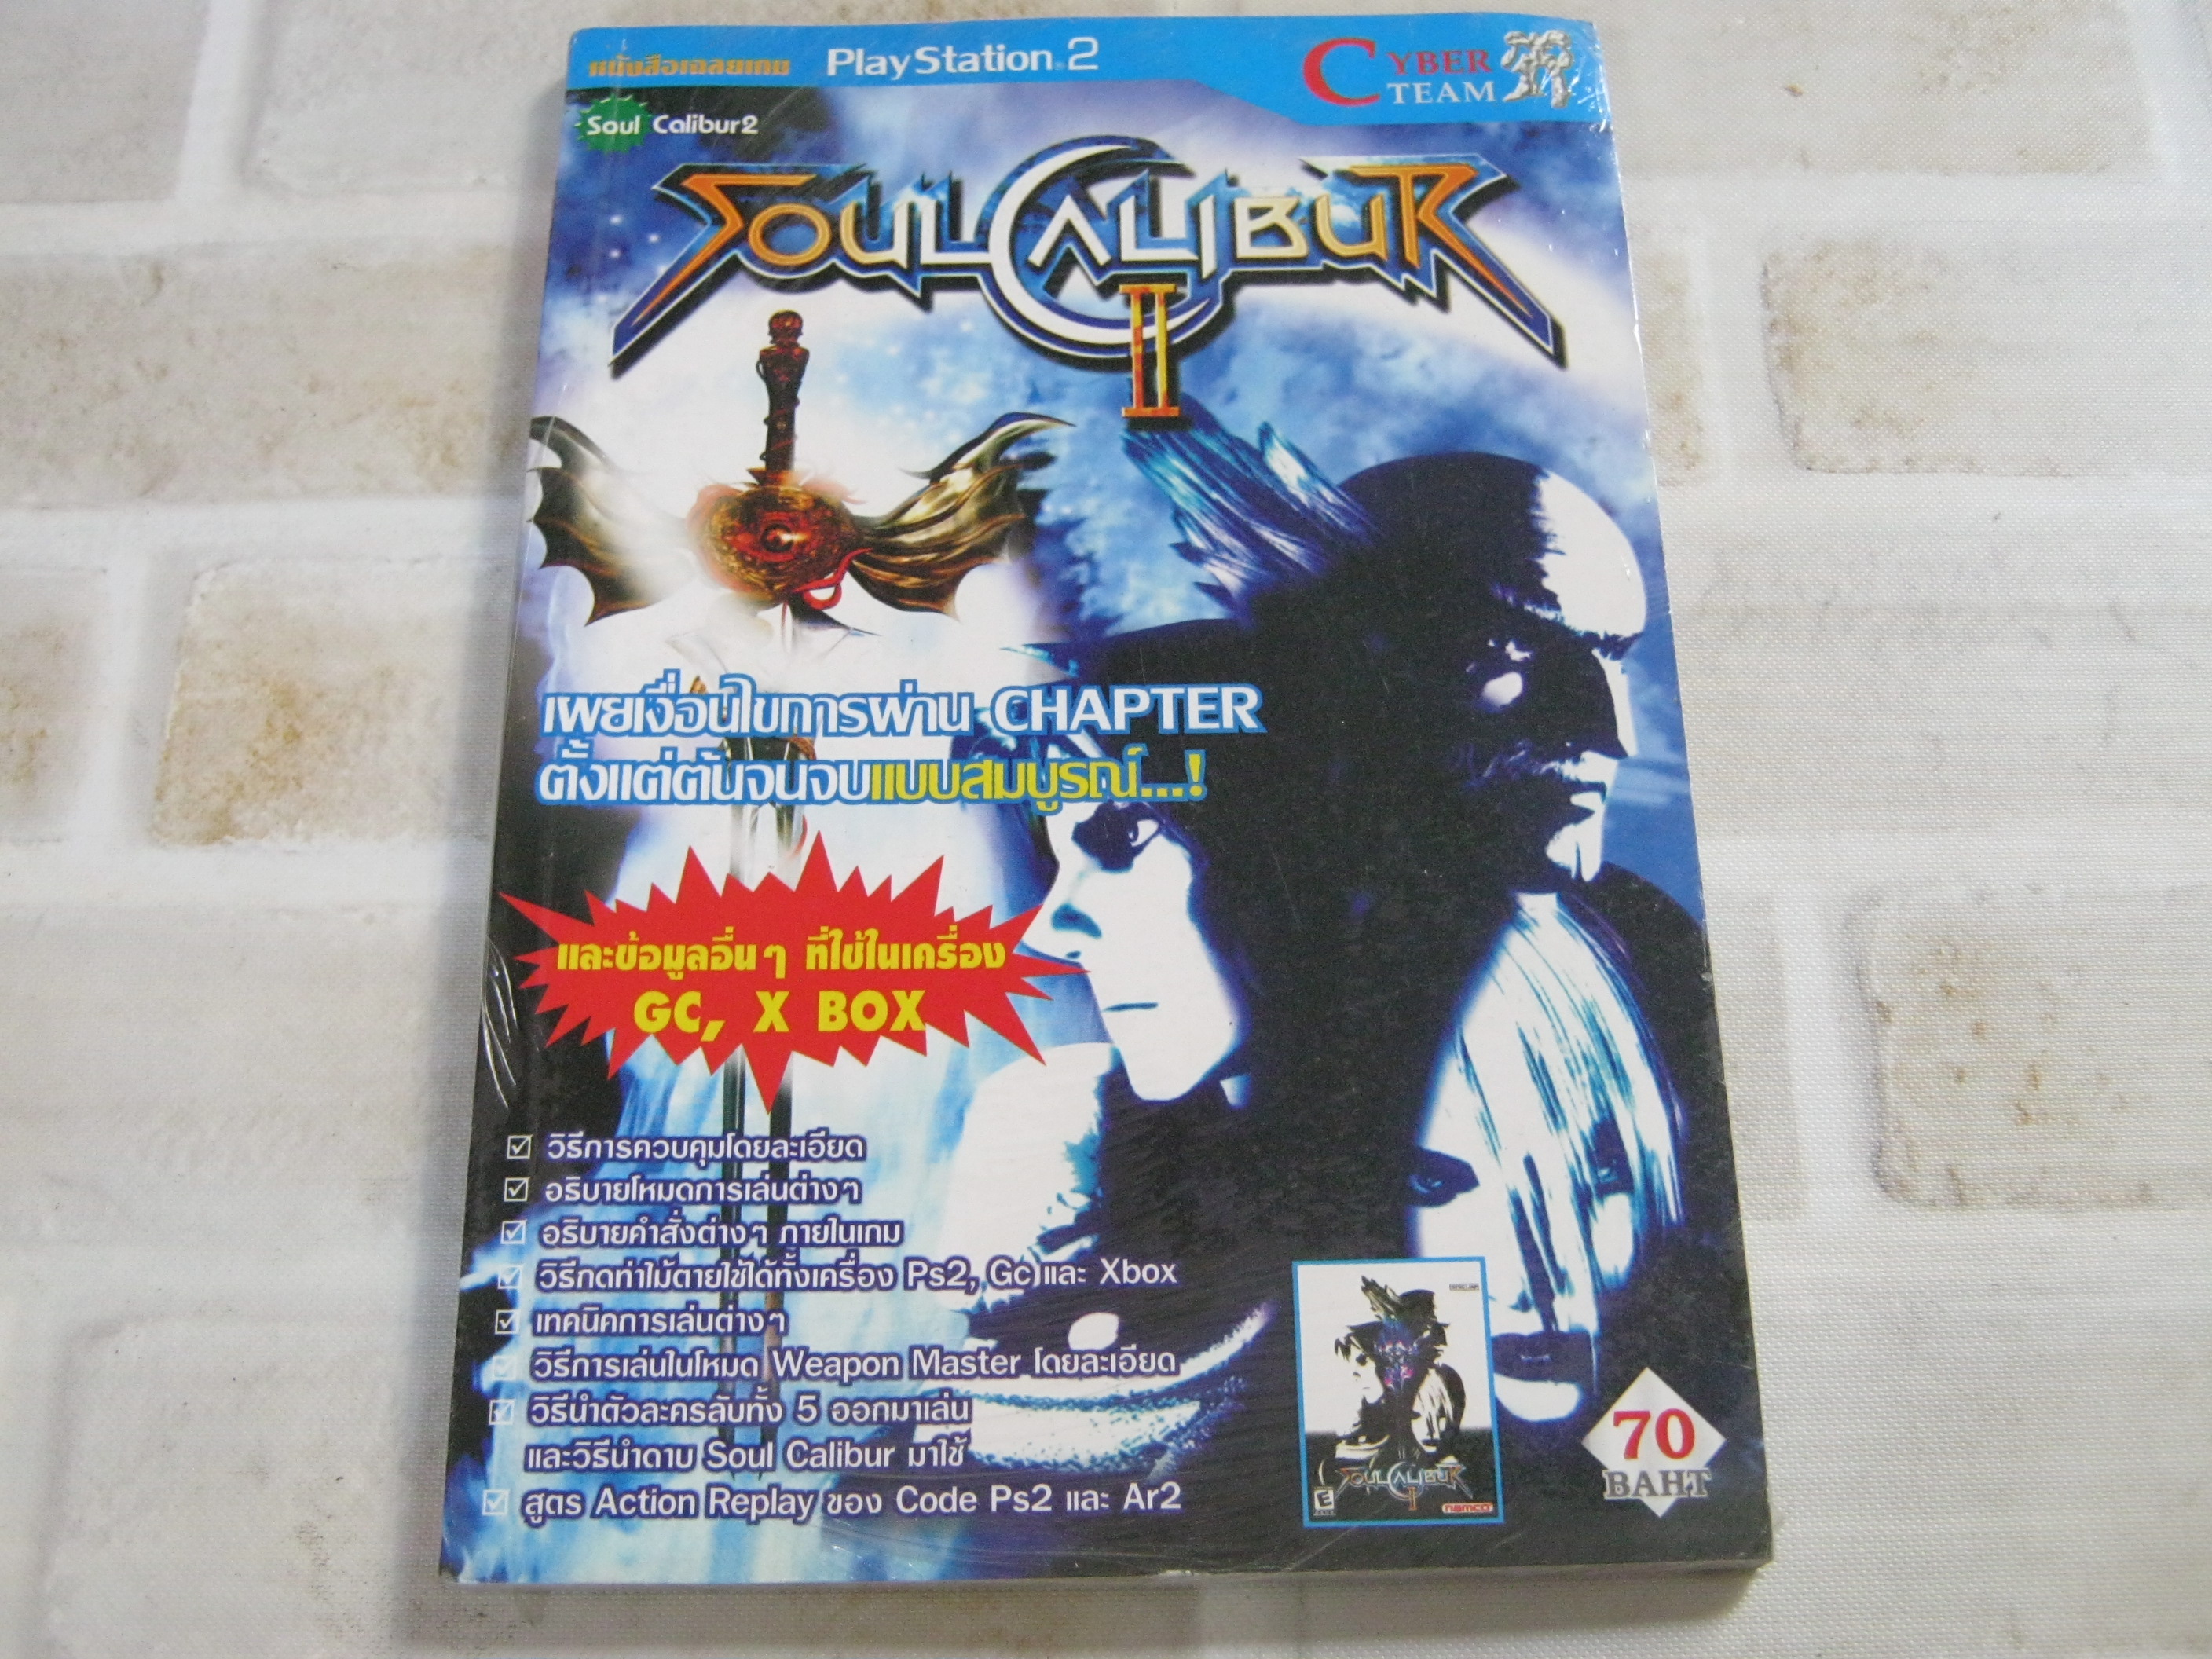 หนังสือเฉลยเกม PlayStation.2
CYBER TEAM
Soul Calibur2
SOULCALIBUR
II
เผยเงื่อนไขการผ่าน CHAPTER
ตั้งแต่ต้นจนจบแบบสมบูรณ์...!
และข้อมูลอื่นๆ ที่ใช้ในเครื่อง
GC, X BOX
วิธีการควบคุมโดยละเอียด
อธิบายโหมดการเล่นต่างๆ
อธิบายคำสั่งต่างๆ ภายในเกม
วิธีกดท่าไม้ตายใช้ได้ทั้งเครื่อง Ps2, Gc และ Xbox
เทคนิคการเล่นต่างๆ
วิธีการเล่นในโหมด Weapon Master โดยละเอียด
วิธีนำตัวละครลับทั้ง 5 ออกมาเล่น
และวิธีนำดาบ Soul Calibur มาใช้
สูตร Action Replay ของ Code Ps2 และ Ar2
SOULCALIBUR
II
E
namco
70
BAHT